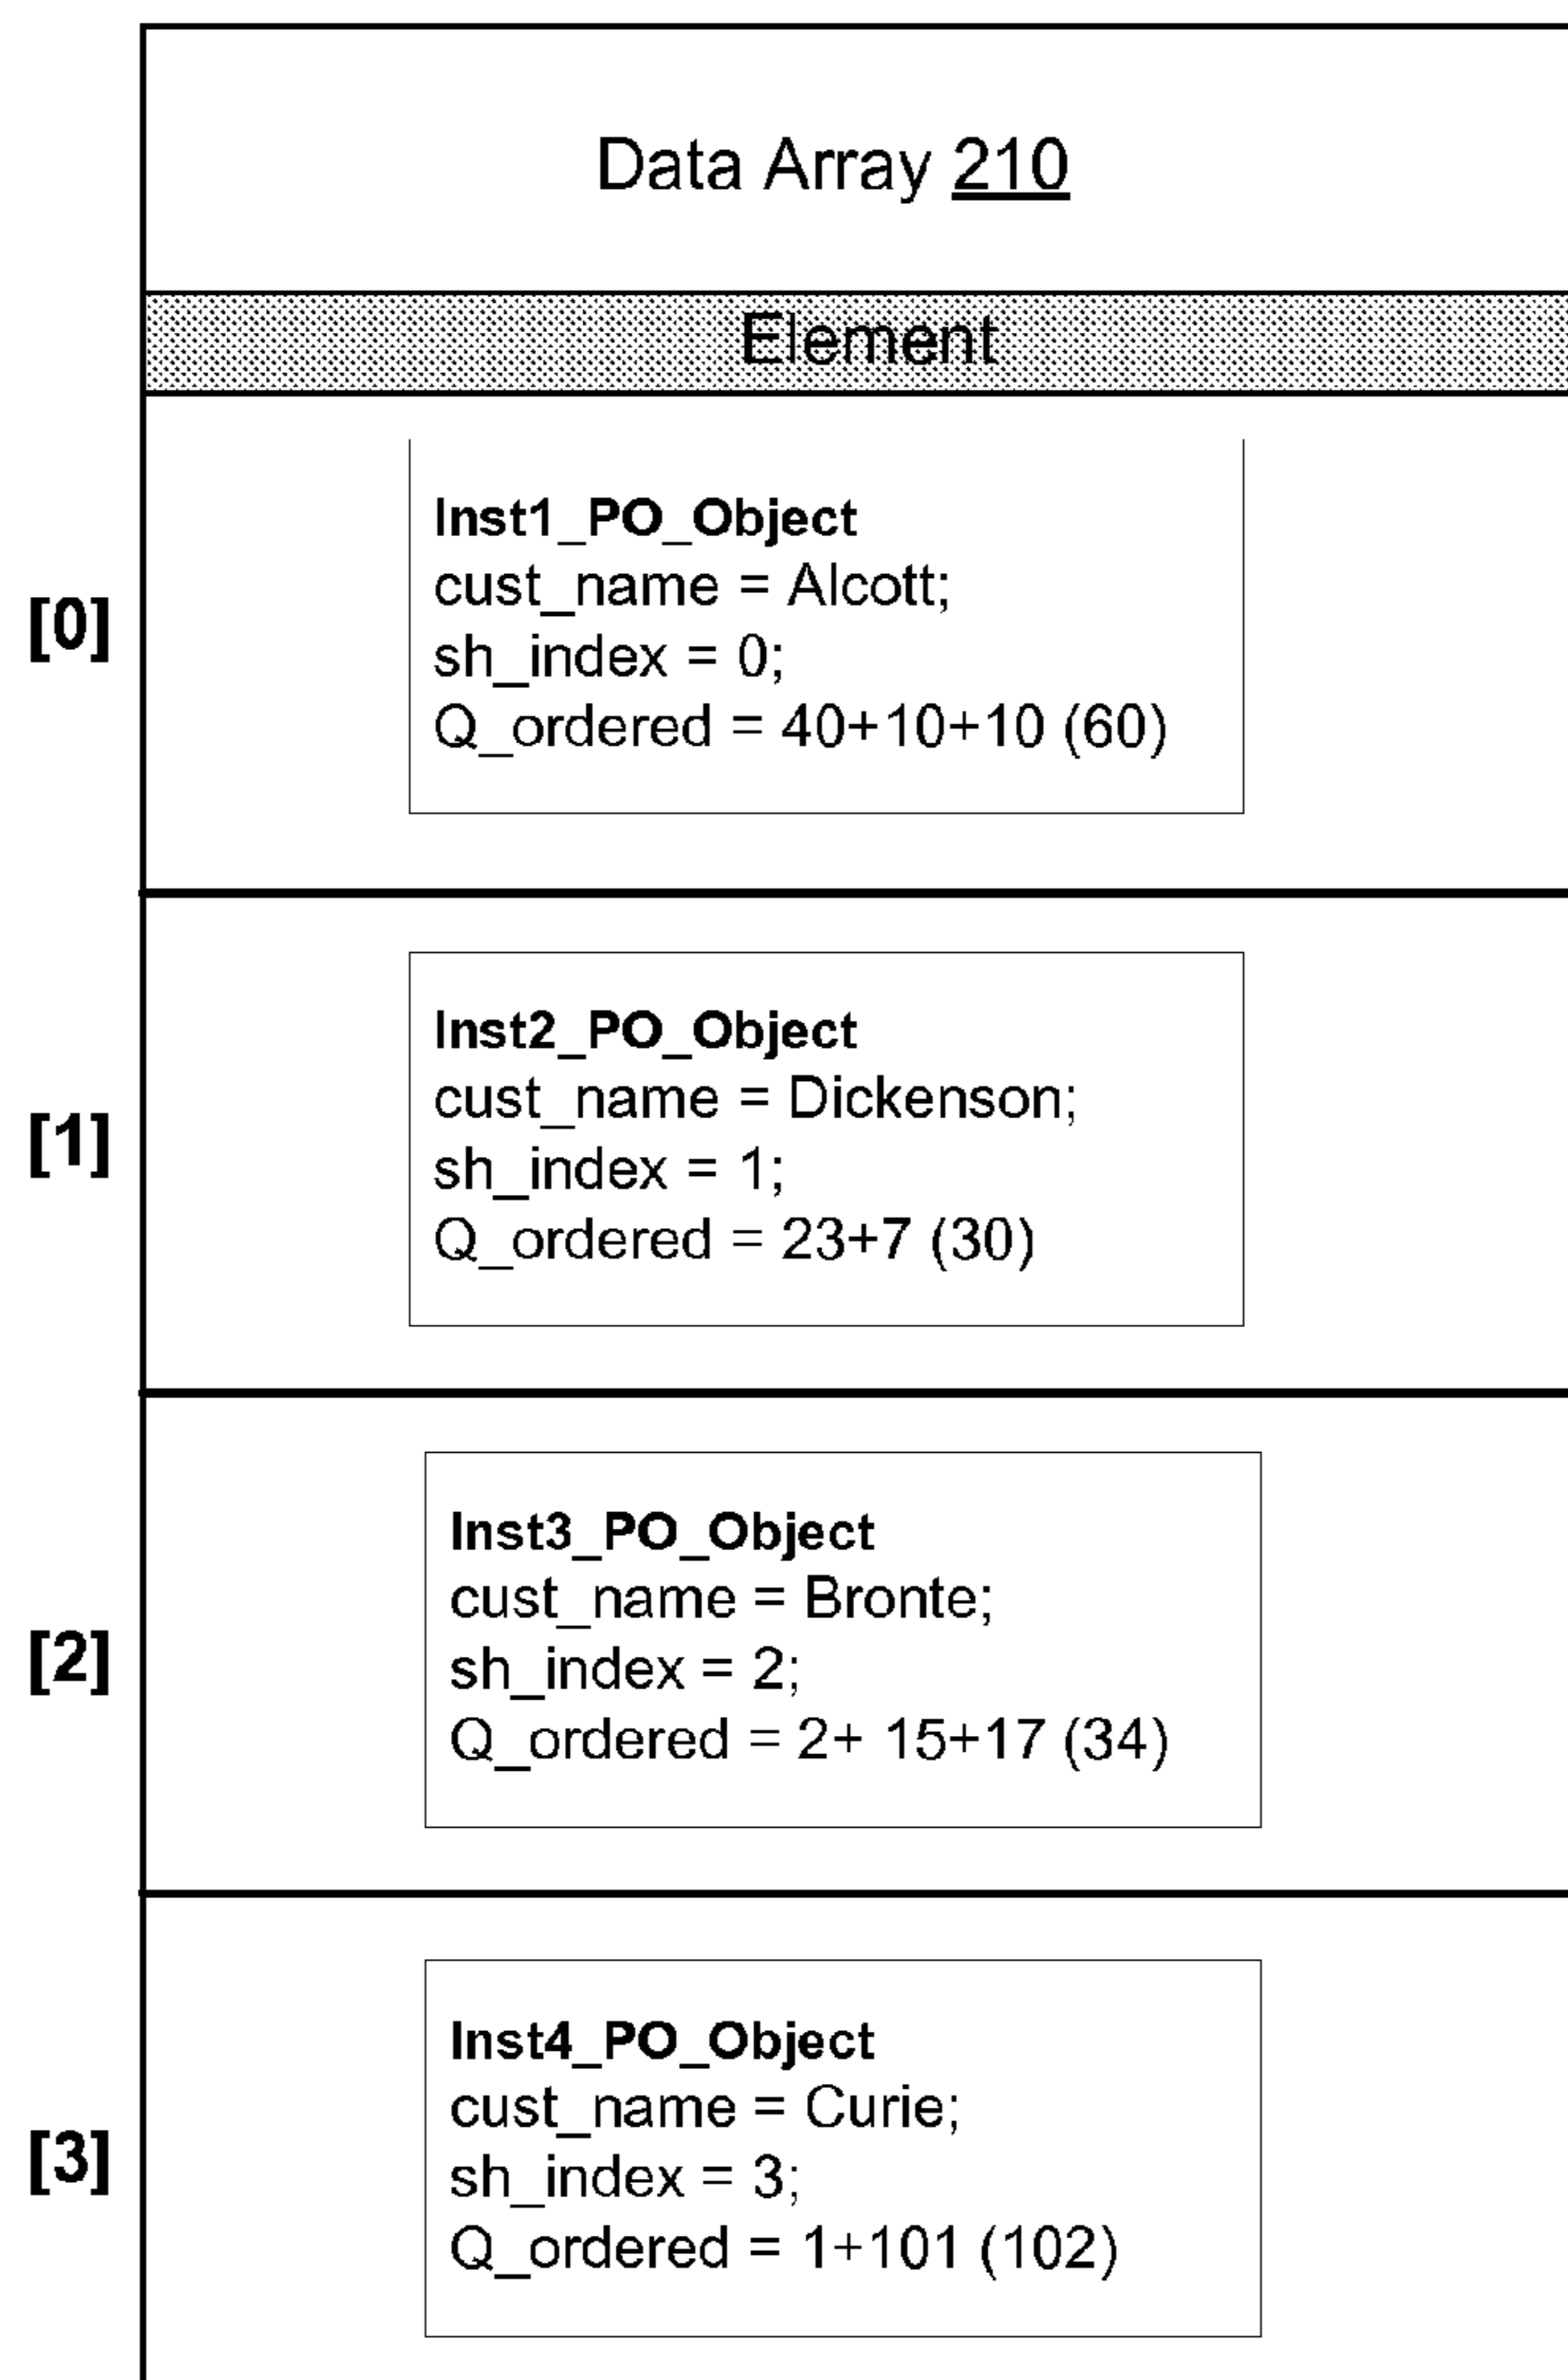 Data Array 210
Element
[0]
Inst1_PO_Object
cust_name = Alcott;
sh_index = 0;
Q_ordered = 40+10+10 (60)
[1]
Inst2_PO_Object
cust_name = Dickenson;
sh_index = 1;
Q_ordered = 23+7 (30)
[2]
Inst3_PO_Object
cust_name = Bronte;
sh_index = 2;
Q_ordered = 2+ 15+17 (34)
[3]
Inst4_PO_Object
cust_name = Curie;
sh_index = 3;
Q_ordered = 1+101 (102)